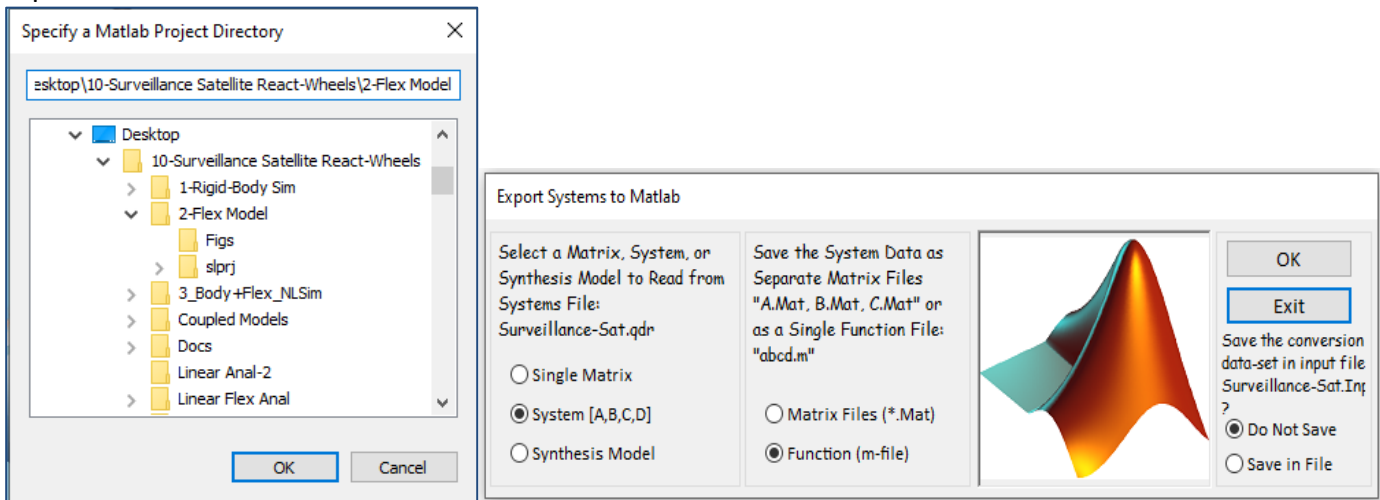 Specify a Matlab Project Directory
esktop\10-Surveillance Satellite React-Wheels\2-Flex Model
Desktop
10-Surveillance Satellite React-Wheels
1-Rigid-Body Sim
2-Flex Model
Figs
slprj
3_Body+Flex_NLSim
Coupled Models
Docs
Linear Anal-2
Linear Flex Anal
OK
Cancel
Export Systems to Matlab
Select a Matrix, System, or
Synthesis Model to Read from
Systems File:
Surveillance-Sat.qdr
Single Matrix
System [A,B,C,D]
Synthesis Model
Save the System Data as
Separate Matrix Files
"A.Mat, B.Mat, C.Mat" or
as a Single Function File:
"abcd.m"
Matrix Files (*.Mat)
Function (m-file)
OK
Exit
Save the conversion
data-set in input file
Surveillance-Sat.Inp
?
Do Not Save
Save in File